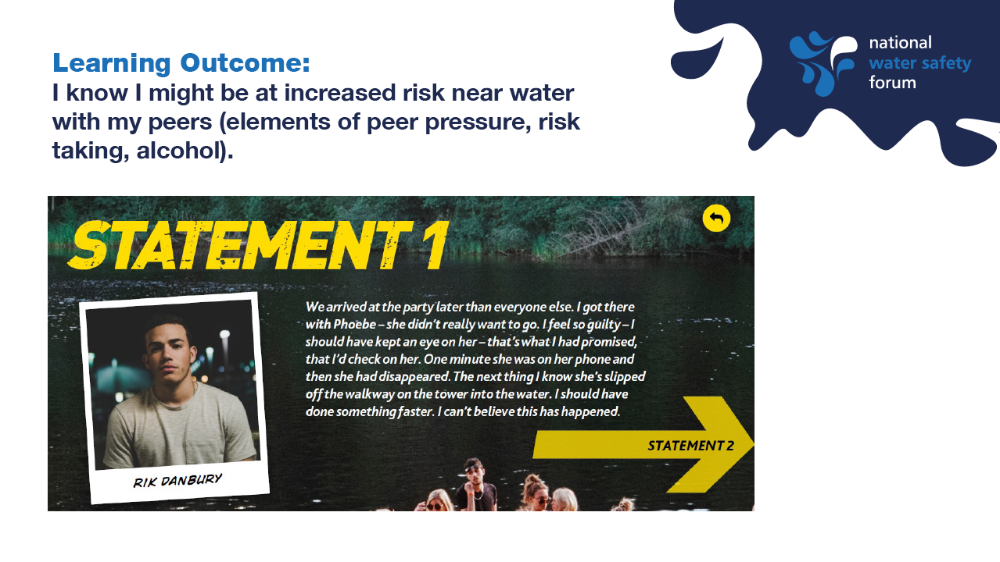 Learning Outcome:
I know I might be at increased risk near water
with my peers (elements of peer pressure, risk
taking, alcohol).
national
water safety
forum
STATEMENT 1
We arrived at the party later than everyone else. I got there
with Phoebe – she didn't really want to go. I feel so guilty – I
should have kept an eye on her – that's what I had promised,
that I'd check on her. One minute she was on her phone and
then she had disappeared. The next thing I know she's slipped
off the walkway on the tower into the water. I should have
done something faster. I can't believe this has happened.
RIK DANBURY
STATEMENT 2